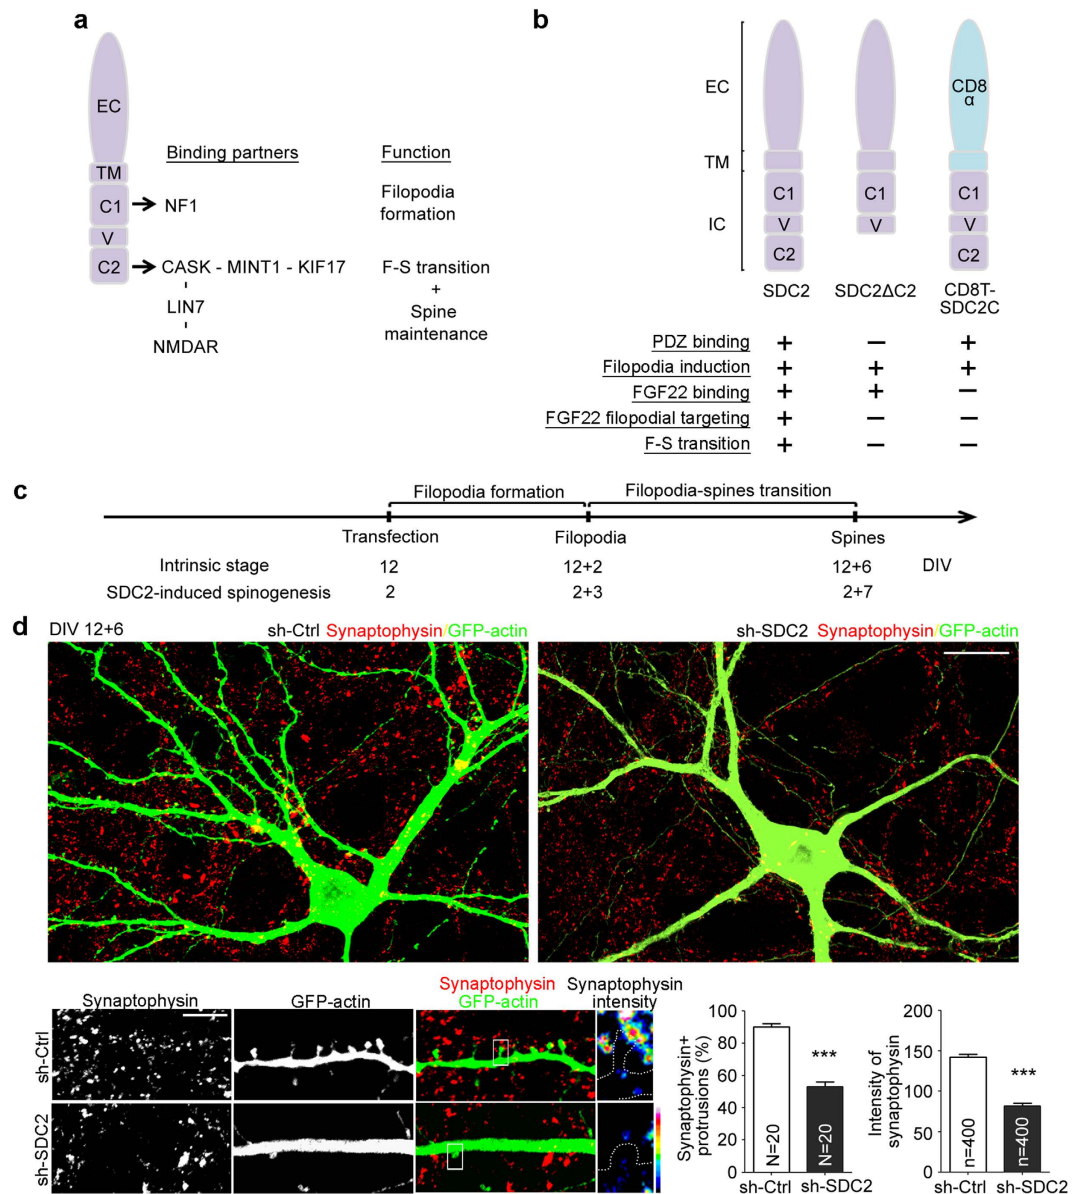 a
EC
TM
C1
V
C2
Binding partners
Function
NF1
Filopodia
formation
CASK - MINT1 - KIF17
LIN7
NMDAR
F-S transition
+
Spine
maintenance
b
EC
TM
IC
C1
V
C2
SDC2
C1
V
SDC2ΔC2
CD8
α
C1
V
C2
CD8T-
SDC2C
PDZ binding + – +
Filopodia induction + + +
FGF22 binding + + –
FGF22 filopodial targeting + – –
F-S transition + – –
c
Filopodia formation
Filopodia-spines transition
Transfection Filopodia Spines
Intrinsic stage 12 12+2 12+6 DIV
SDC2-induced spinogenesis 2 2+3 2+7
d
DIV 12+6
sh-Ctrl Synaptophysin/GFP-actin
sh-SDC2 Synaptophysin/GFP-actin
Synaptophysin
GFP-actin
Synaptophysin
GFP-actin
Synaptophysin
intensity
sh-Ctrl
sh-SDC2
Synaptophysin+
protrusions (%)
100
80
60
40
20
0
***
N=20
N=20
sh-Ctrl sh-SDC2
Intensity of
synaptophysin
200
150
100
50
0
***
n=400
n=400
sh-Ctrl sh-SDC2